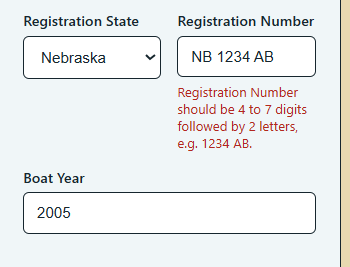 Registration State
Registration Number
Nebraska
NB 1234 AB
Registration Number
should be 4 to 7 digits
followed by 2 letters,
e.g. 1234 AB.
Boat Year
2005